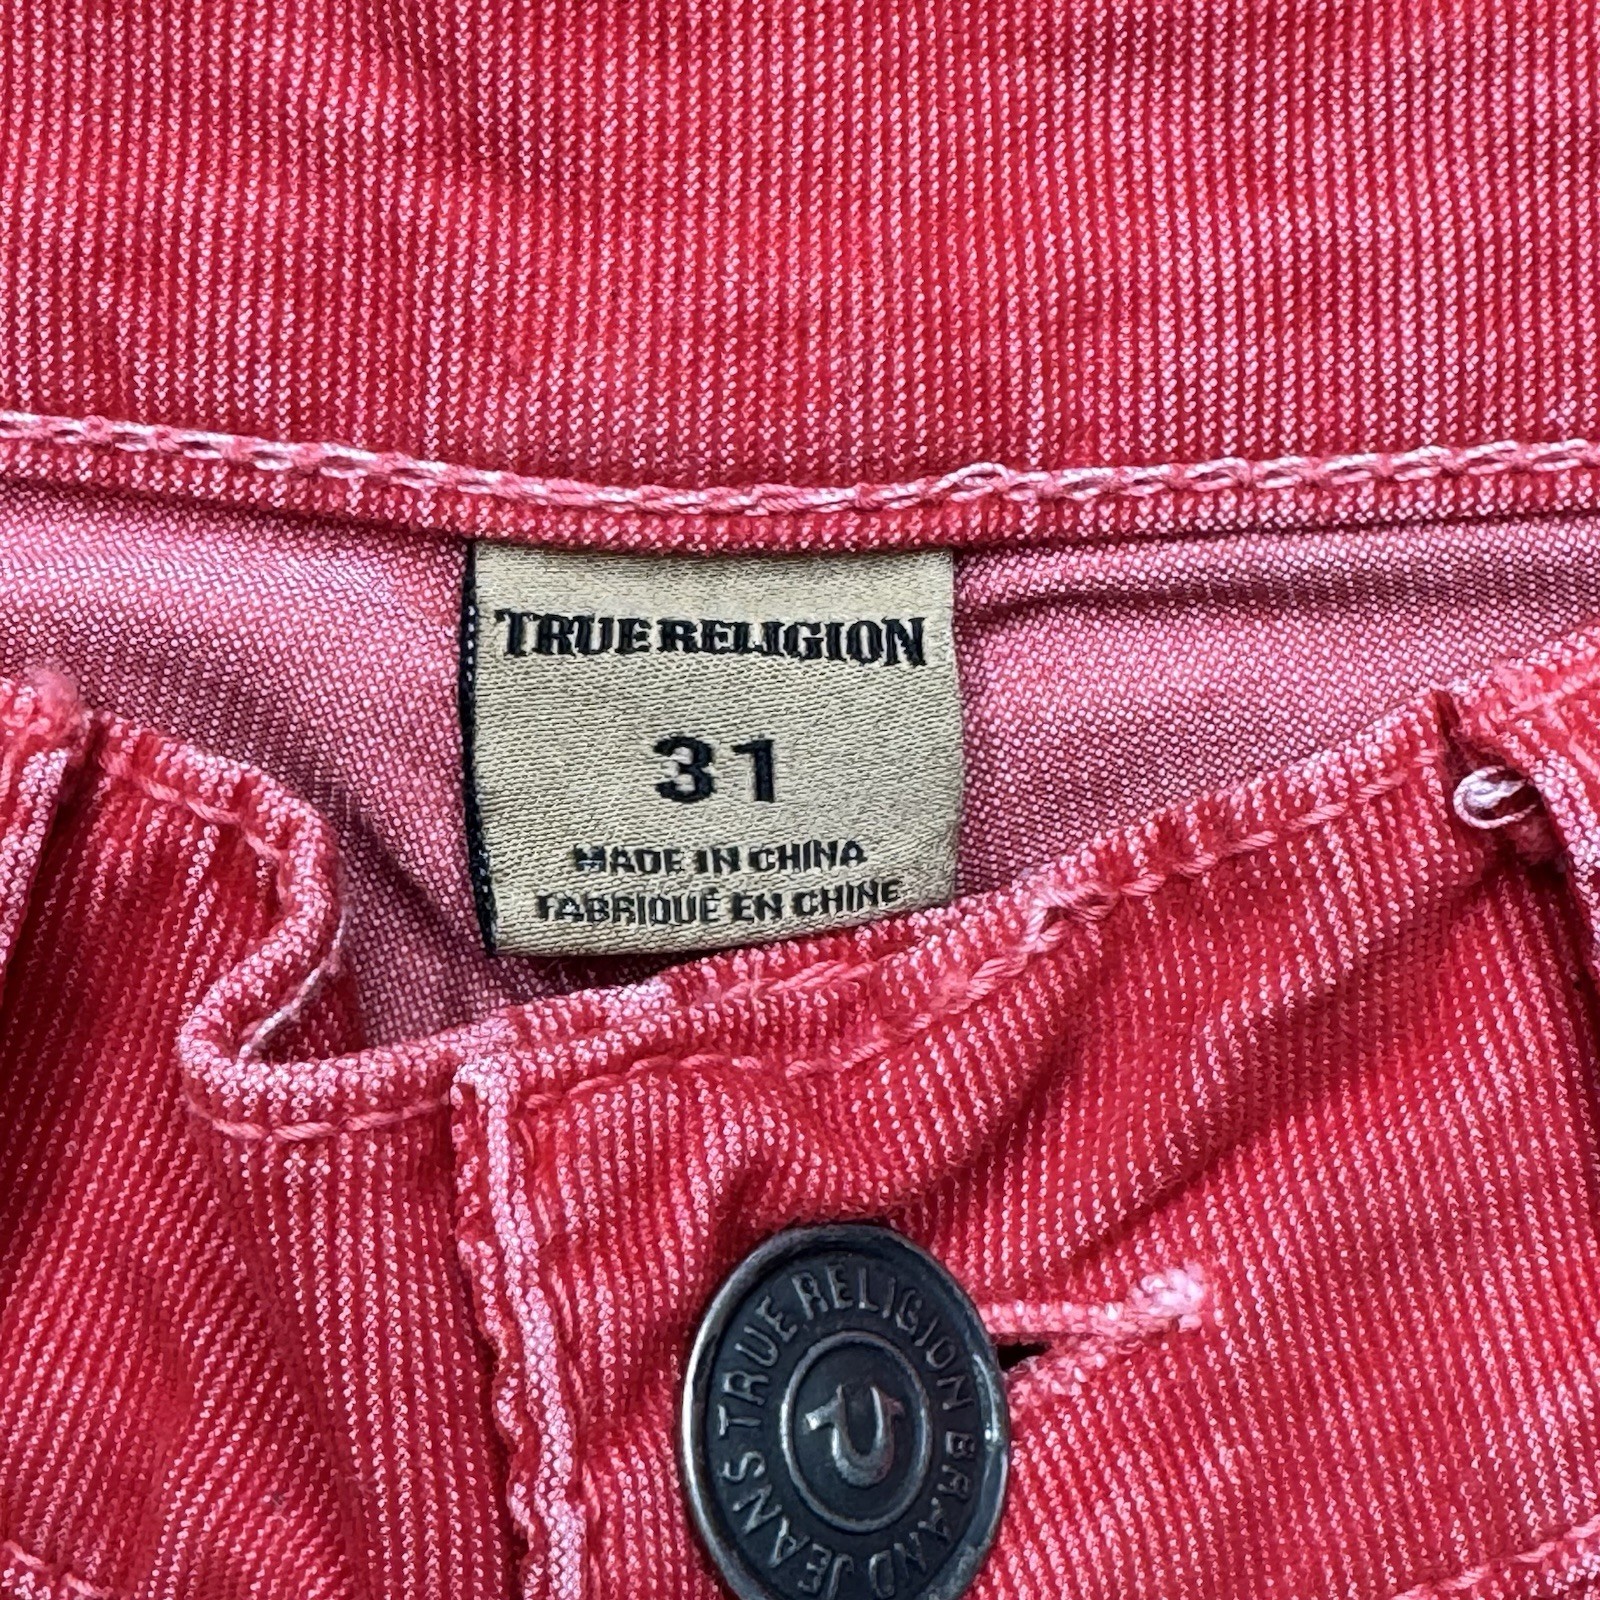 TRUE RELIGION
31
MADE IN CHINA
FABRIQUÉ EN CHINE
TRUE RELIGION BRAND JEANS